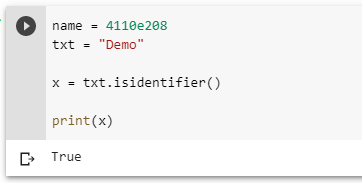 name = 4110e208
txt = "Demo"
x = txt.isidentifier()
print(x)
True